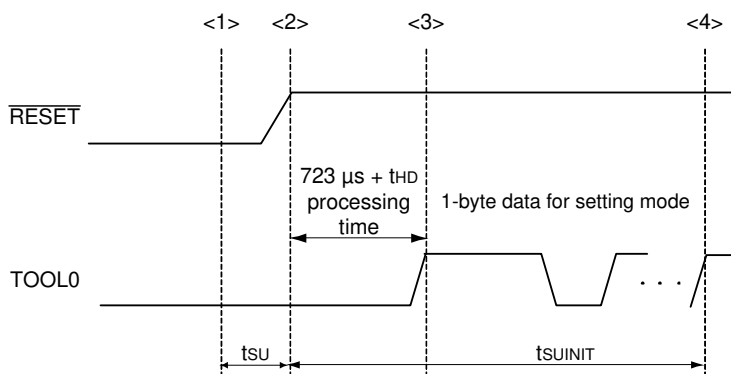 <1> <2> <3> <4>
RESET
723 µs + tHD
processing
time
1-byte data for setting mode
TOOL0
. . .
tSU
tSUINIT